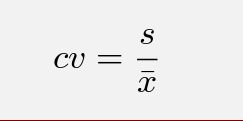 cv = s / x̄